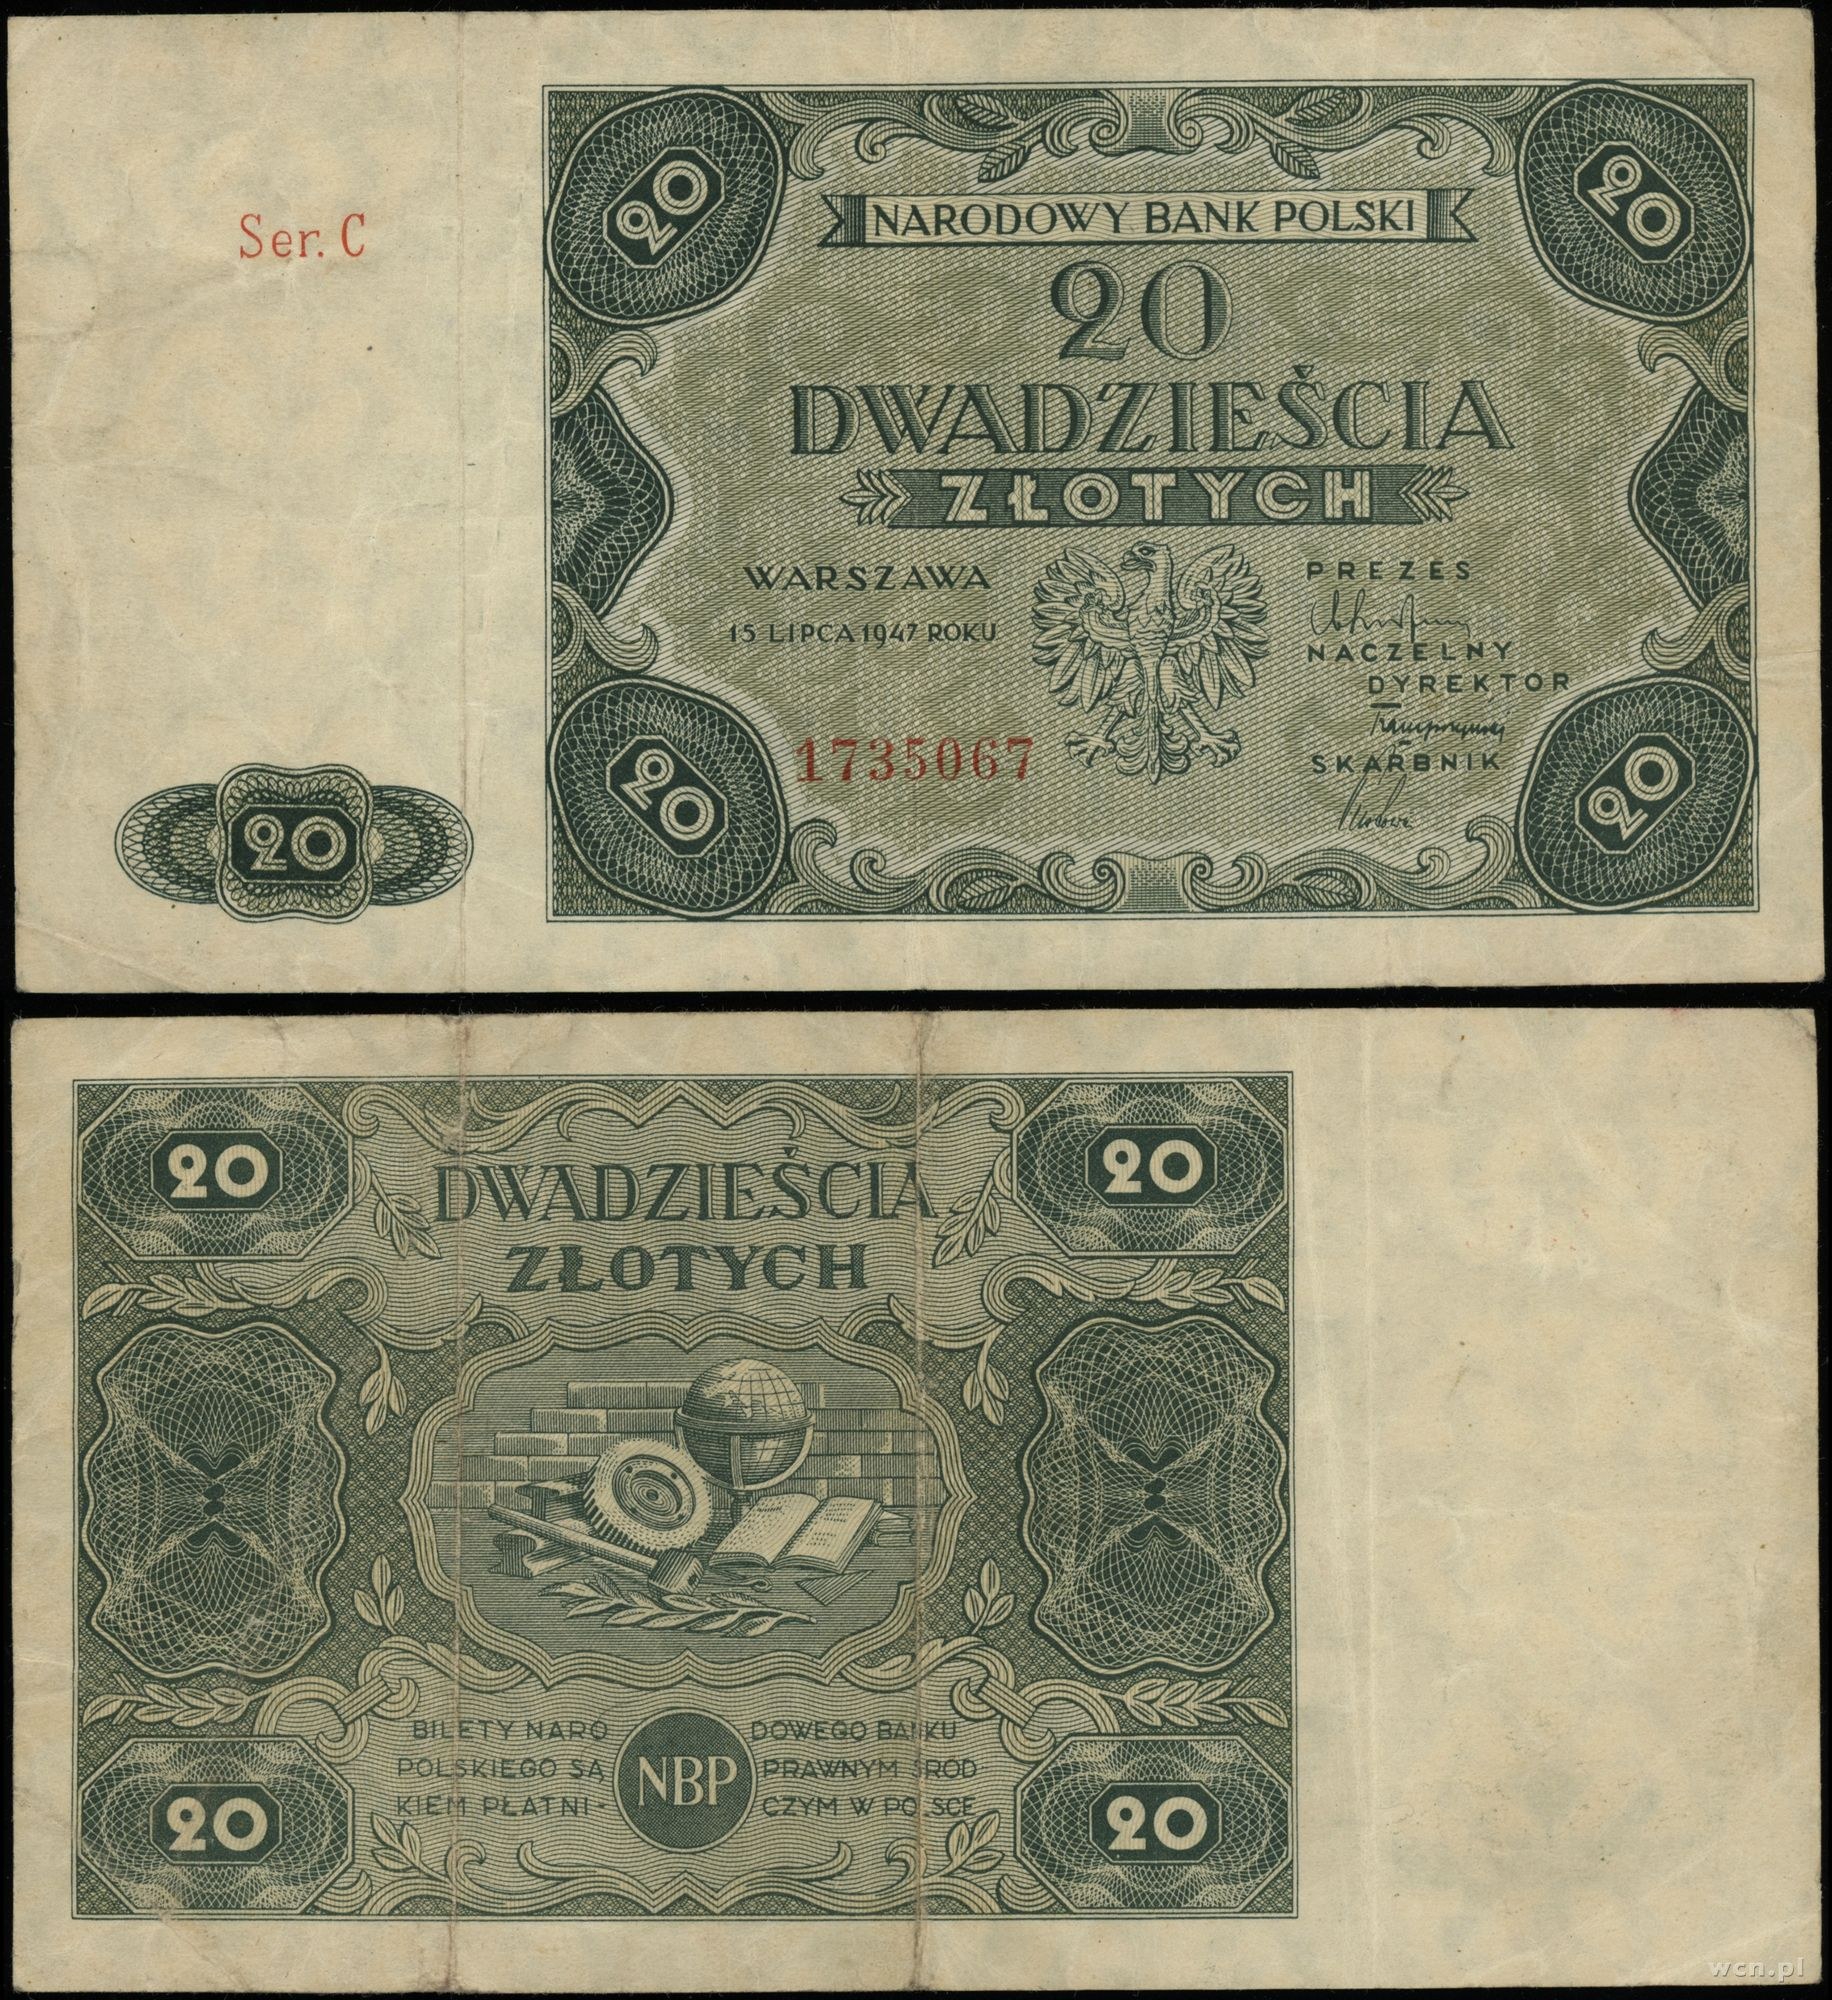 Ser. C
20
20
NARODOWY BANK POLSKI
20
DWADZIEŚCIA
ZŁOTYCH
WARSZAWA
15 LIPCA 1947 ROKU
PREZES
NACZELNY
DYREKTOR
SKARBNIK
1735067
20
20
20
20
20
DWADZIEŚCIA
ZŁOTYCH
BILETY NARO DOWEGO BANKU
POLSKIEGO SĄ NBP PRAWNYM ŚROD
KIEM PŁATNI- CZYM W POLSCE
20
20
wcn.pl